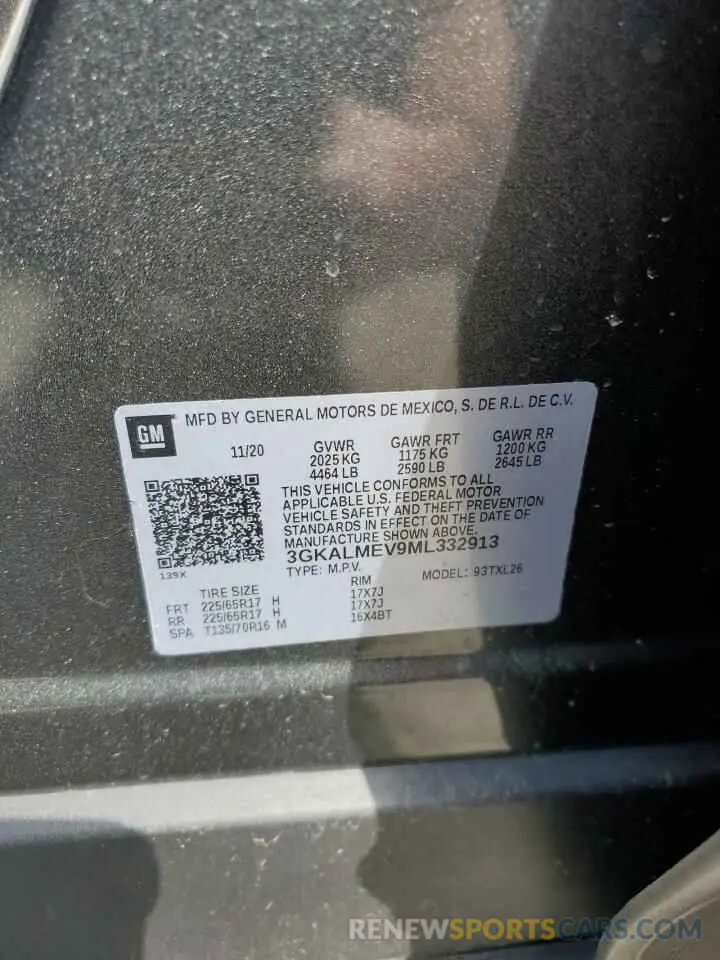 MFD BY GENERAL MOTORS DE MEXICO, S. DE R.L. DE C.V.
GM
11/20 GVWR GAWR FRT GAWR RR
2025 KG 1175 KG 1200 KG
4464 LB 2590 LB 2645 LB
THIS VEHICLE CONFORMS TO ALL
APPLICABLE U.S. FEDERAL MOTOR
VEHICLE SAFETY AND THEFT PREVENTION
STANDARDS IN EFFECT ON THE DATE OF
MANUFACTURE SHOWN ABOVE.
3GKALMEV9ML332913
139X
TYPE: M.P.V. MODEL: 93TXL26
TIRE SIZE RIM
FRT 225/65R17 H 17X7J
RR 225/65R17 H 17X7J
SPA T135/70R16 M 16X4BT
RENEWSPORTSCARS.COM